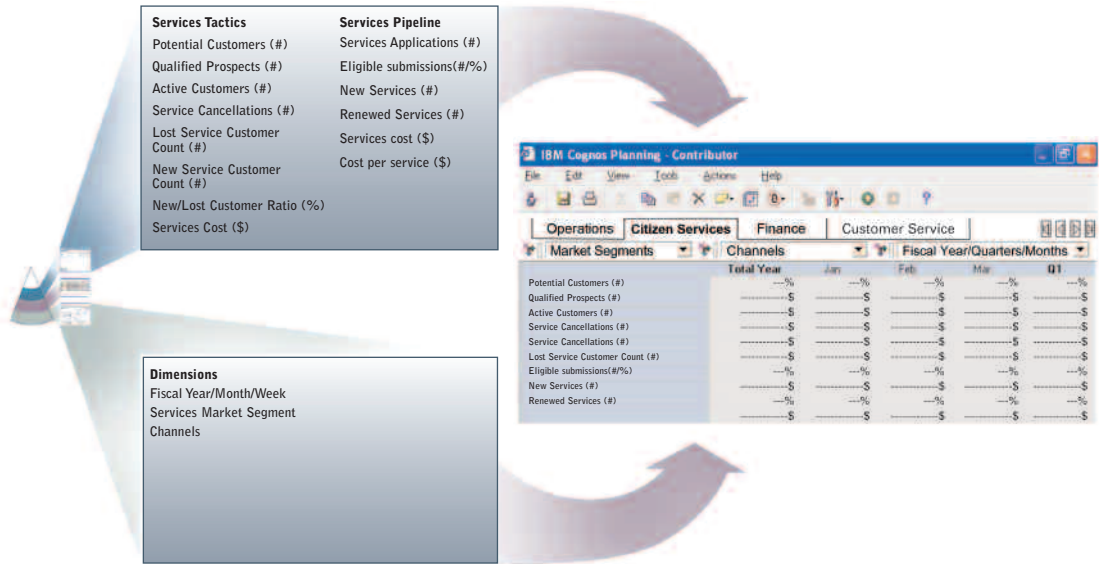 Services Tactics
Potential Customers (#)
Qualified Prospects (#)
Active Customers (#)
Service Cancellations (#)
Lost Service Customer
Count (#)
New Service Customer
Count (#)
New/Lost Customer Ratio (%)
Services Cost ($)
Services Pipeline
Services Applications (#)
Eligible submissions(#/%)
New Services (#)
Renewed Services (#)
Services cost ($)
Cost per service ($)
Dimensions
Fiscal Year/Month/Week
Services Market Segment
Channels
IBM Cognos Planning - Contributor
File Edit View Tools Actions Help
Operations Citizen Services Finance Customer Service
Market Segments Channels Fiscal Year/Quarters/Months
Total Year Jan Feb Mar Q1
Potential Customers (#) ---% ---% ---% ---% ---%
Qualified Prospects (#) ------------$ ------------$ ------------$ ------------$ ------------$
Active Customers (#) ------------$ ------------$ ------------$ ------------$ ------------$
Service Cancellations (#) ------------$ ------------$ ------------$ ------------$ ------------$
Service Cancellations (#) ------------$ ------------$ ------------$ ------------$ ------------$
Lost Service Customer Count (#) ------------$ ------------$ ------------$ ------------$ ------------$
Eligible submissions(#/%) ---% ---% ---% ---% ---%
New Services (#) ------------$ ------------$ ------------$ ------------$ ------------$
Renewed Services (#) ---% ---% ---% ---% ---%
------------$ ------------$ ------------$ ------------$ ------------$